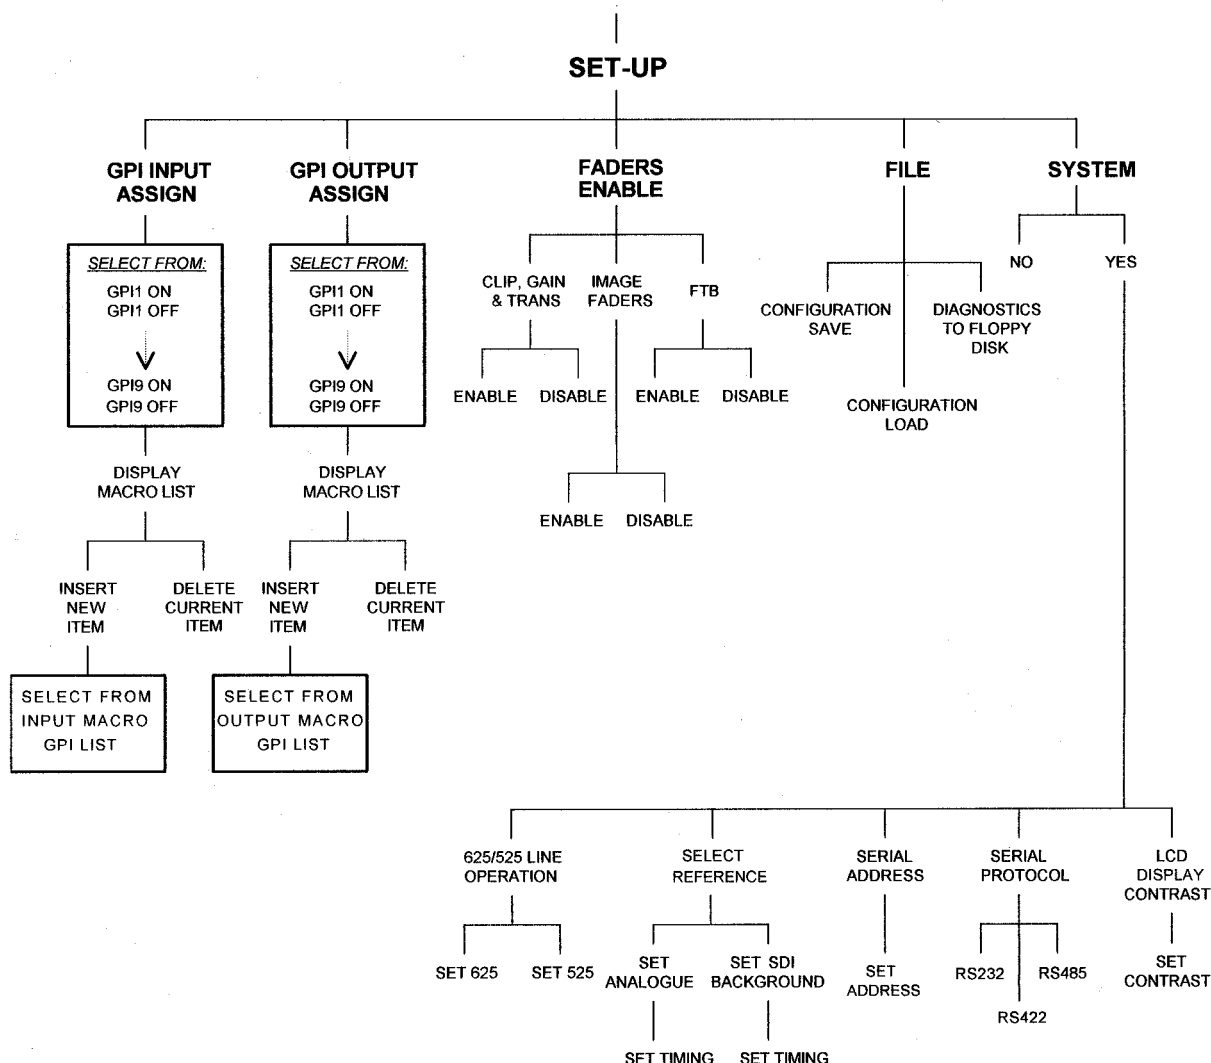 SET-UP
GPI INPUT
ASSIGN
GPI OUTPUT
ASSIGN
FADERS
ENABLE
FILE
SYSTEM
SELECT FROM:
GPI1 ON
GPI1 OFF
GPI9 ON
GPI9 OFF
SELECT FROM:
GPI1 ON
GPI1 OFF
GPI9 ON
GPI9 OFF
CLIP, GAIN
& TRANS
IMAGE
FADERS
FTB
NO
YES
CONFIGURATION
SAVE
DIAGNOSTICS
TO FLOPPY
DISK
ENABLE
DISABLE
ENABLE
DISABLE
CONFIGURATION
LOAD
DISPLAY
MACRO LIST
DISPLAY
MACRO LIST
ENABLE
DISABLE
INSERT
NEW
ITEM
DELETE
CURRENT
ITEM
INSERT
NEW
ITEM
DELETE
CURRENT
ITEM
SELECT FROM
INPUT MACRO
GPI LIST
SELECT FROM
OUTPUT MACRO
GPI LIST
625/525 LINE
OPERATION
SELECT
REFERENCE
SERIAL
ADDRESS
SERIAL
PROTOCOL
LCD
DISPLAY
CONTRAST
SET 625
SET 525
SET
ANALOGUE
SET SDI
BACKGROUND
SET
ADDRESS
RS232
RS485
RS422
SET
CONTRAST
SET TIMING
SET TIMING